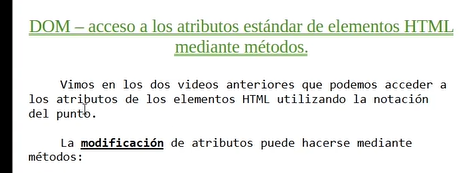 DOM – acceso a los atributos estándar de elementos HTML
mediante métodos.
Vimos en los dos videos anteriores que podemos acceder a
los atributos de los elementos HTML utilizando la notación
del punto.
La modificación de atributos puede hacerse mediante
métodos: